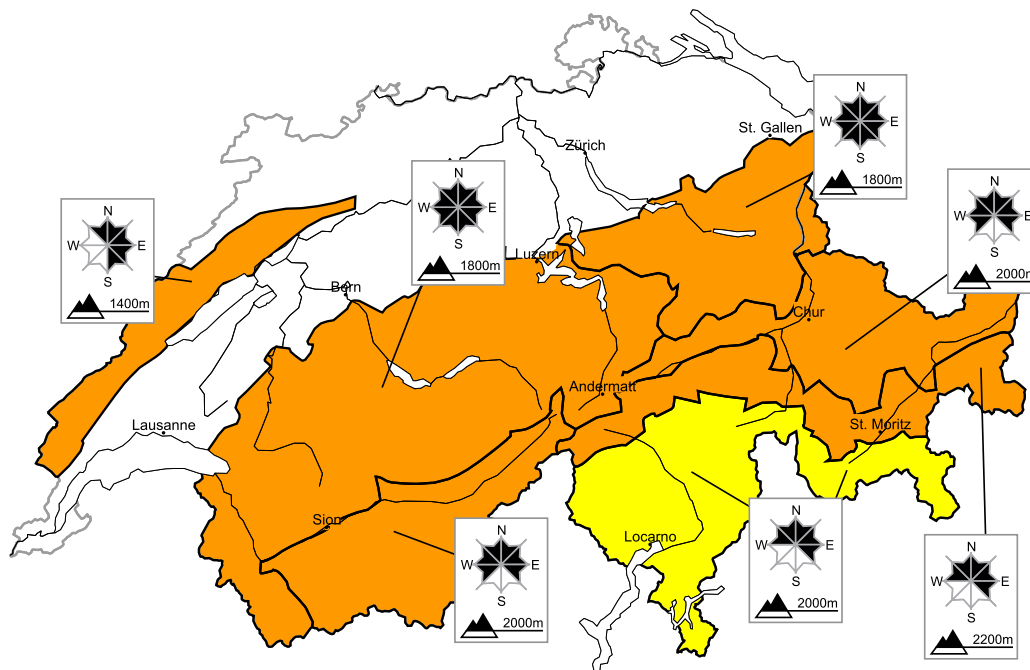 N
W E
S
1800m
St. Gallen
Zürich
N
W E
S
1800m
N
W E
S
2000m
N
W E
S
1400m
Luzern
Bern
Chur
Andermatt
Lausanne
St. Moritz
Sion
Locarno
N
W E
S
2000m
N
W E
S
2000m
N
W E
S
2200m